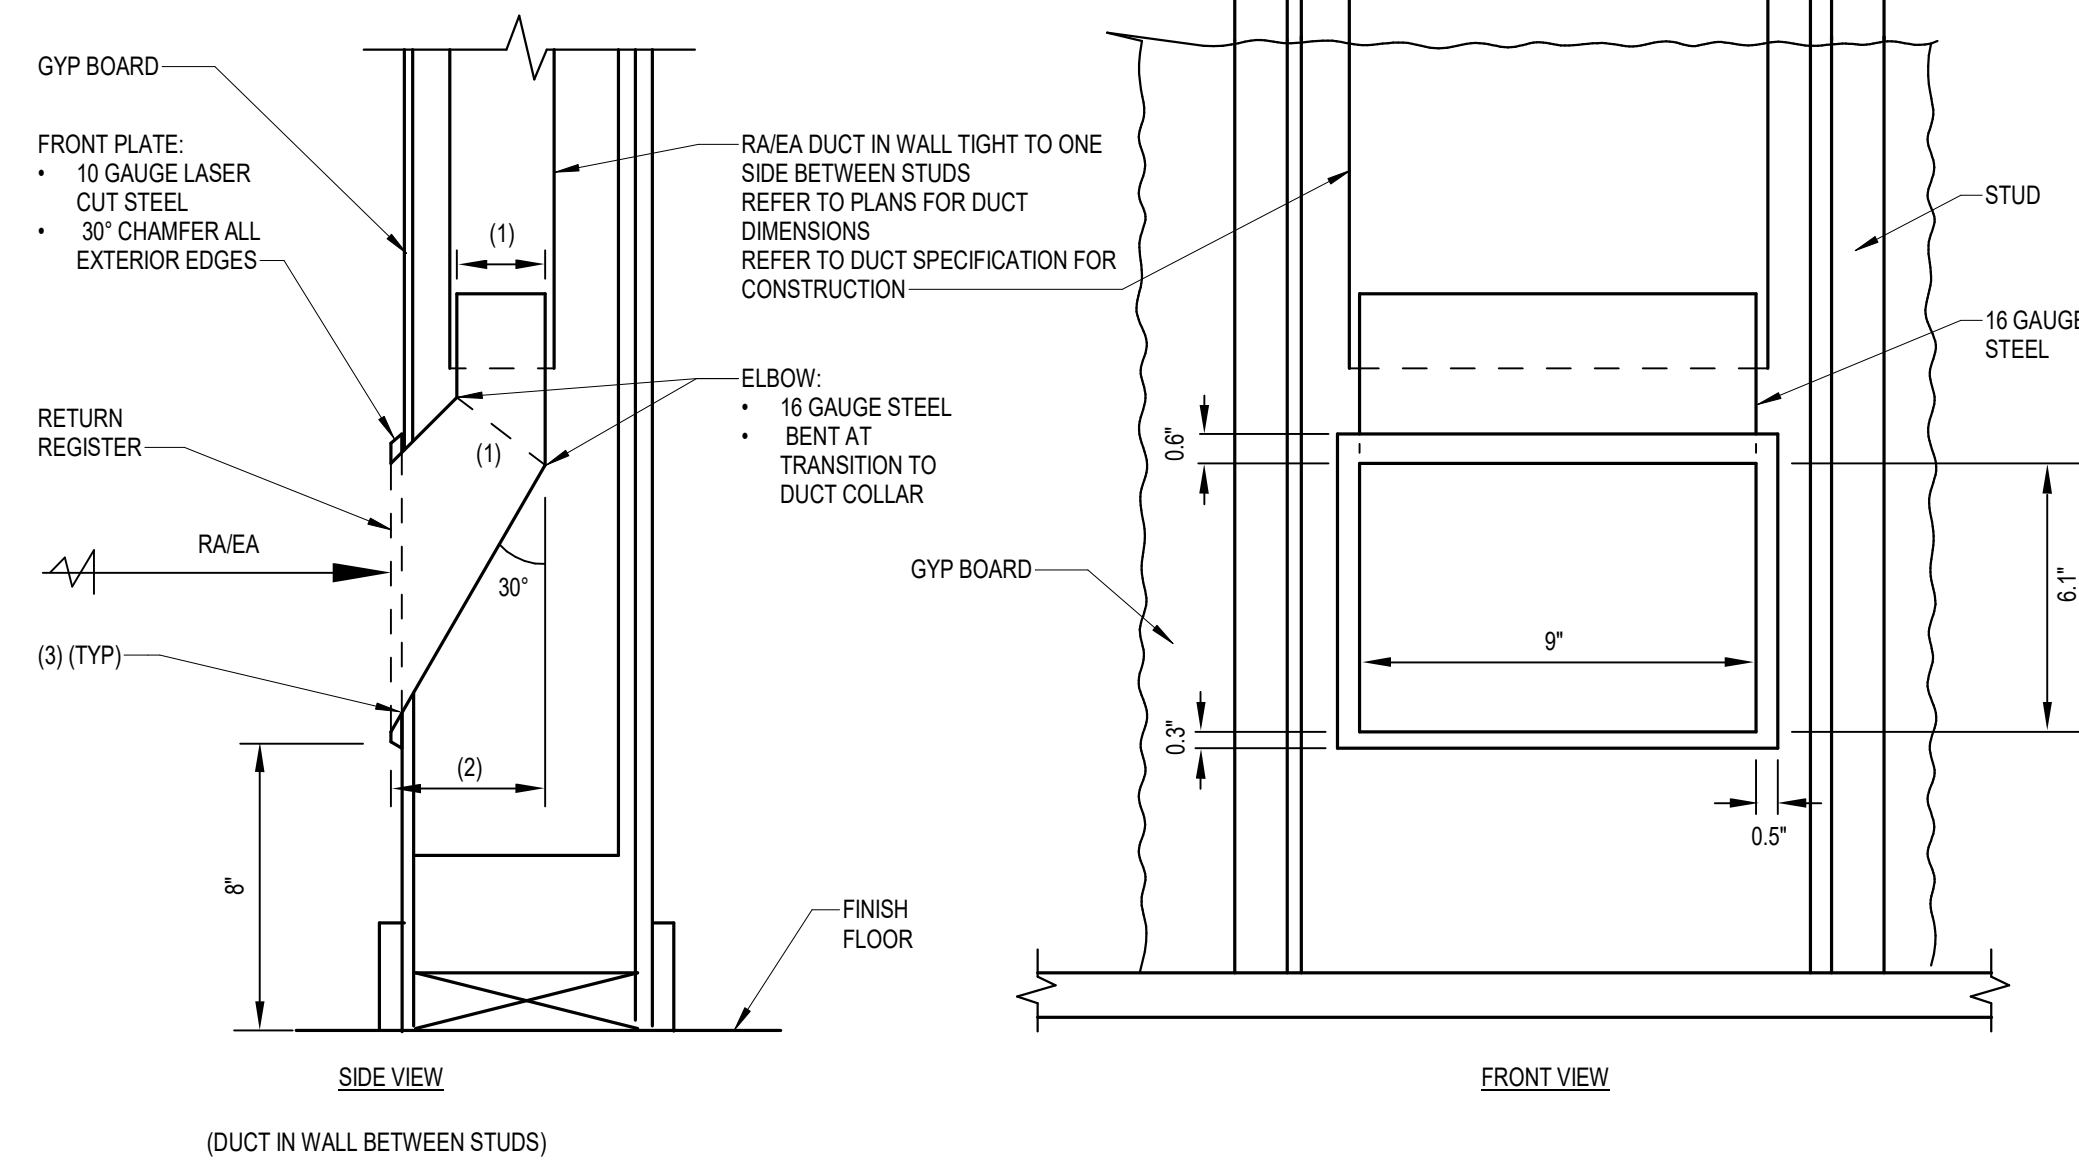 GYP BOARD
FRONT PLATE:
• 10 GAUGE LASER
CUT STEEL
• 30° CHAMFER ALL
EXTERIOR EDGES
RETURN
REGISTER
RA/EA
(3) (TYP)
8"
(1)
(1)
30°
(2)
RA/EA DUCT IN WALL TIGHT TO ONE
SIDE BETWEEN STUDS
REFER TO PLANS FOR DUCT
DIMENSIONS
REFER TO DUCT SPECIFICATION FOR
CONSTRUCTION
ELBOW:
• 16 GAUGE STEEL
• BENT AT
TRANSITION TO
DUCT COLLAR
FINISH
FLOOR
SIDE VIEW
(DUCT IN WALL BETWEEN STUDS)
GYP BOARD
0.6"
0.3"
9"
0.5"
6.1"
STUD
16 GAUGE
STEEL
FRONT VIEW